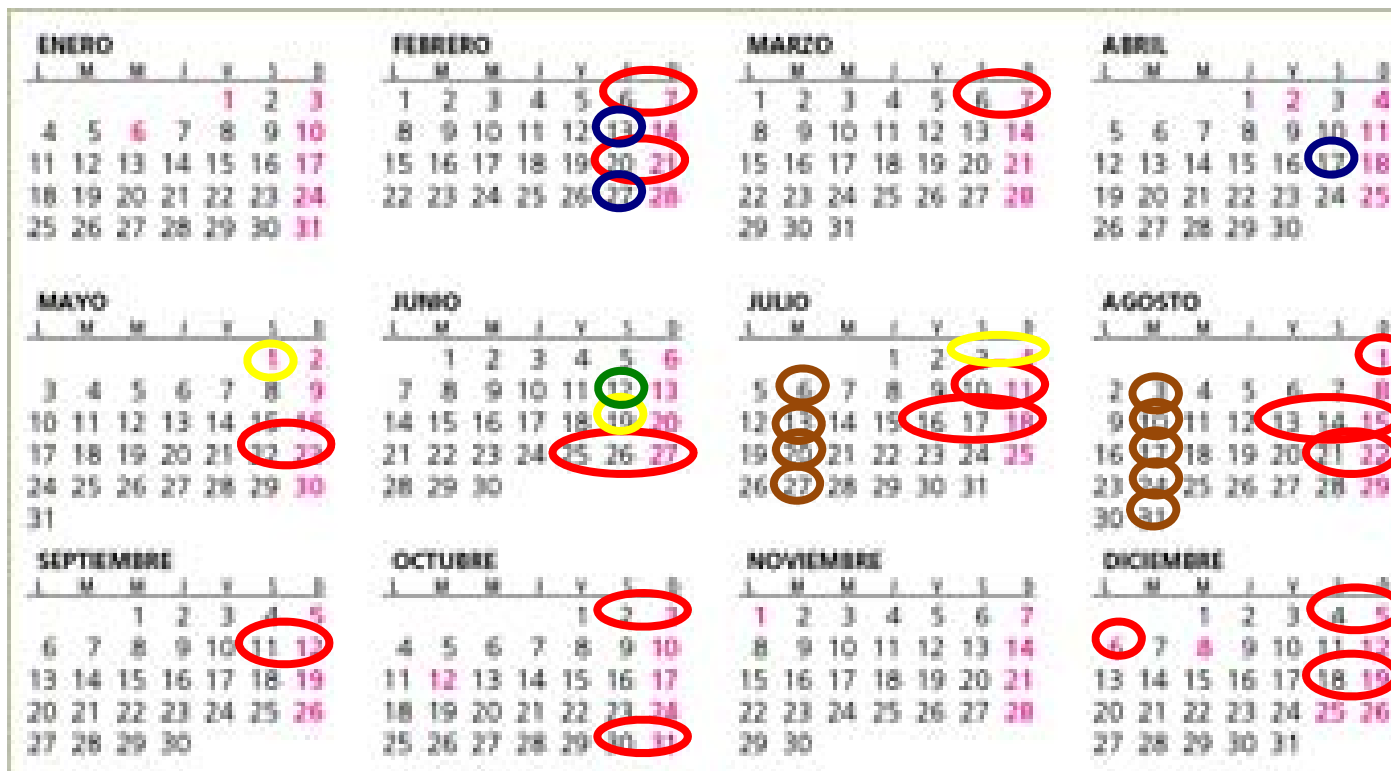 ENERO FEBRERO MARZO ABRIL
L M M J V S D L M M J V S D L M M J V S D L M M J V S D
1 2 3 1 2 3 4 5 6 7 1 2 3 4 5 6 7 1 2 3 4
4 5 6 7 8 9 10 8 9 10 11 12 13 14 8 9 10 11 12 13 14 5 6 7 8 9 10 11
11 12 13 14 15 16 17 15 16 17 18 19 20 21 15 16 17 18 19 20 21 12 13 14 15 16 17 18
18 19 20 21 22 23 24 22 23 24 25 26 27 28 22 23 24 25 26 27 28 19 20 21 22 23 24 25
25 26 27 28 29 30 31 29 30 31 26 27 28 29 30
MAYO JUNIO JULIO AGOSTO
L M M J V S D L M M J V S D L M M J V S D L M M J V S D
1 2 1 2 3 4 5 6 1 2 3 4 1
3 4 5 6 7 8 9 7 8 9 10 11 12 13 5 6 7 8 9 10 11 2 3 4 5 6 7 8
10 11 12 13 14 15 16 14 15 16 17 18 19 20 12 13 14 15 16 17 18 9 10 11 12 13 14 15
17 18 19 20 21 22 23 21 22 23 24 25 26 27 19 20 21 22 23 24 25 16 17 18 19 20 21 22
24 25 26 27 28 29 30 28 29 30 26 27 28 29 30 31 23 24 25 26 27 28 29
31 30 31
SEPTIEMBRE OCTUBRE NOVIEMBRE DICIEMBRE
L M M J V S D L M M J V S D L M M J V S D L M M J V S D
1 2 3 4 5 1 2 3 1 2 3 4 5 6 7 1 2 3 4 5
6 7 8 9 10 11 12 4 5 6 7 8 9 10 8 9 10 11 12 13 14 6 7 8 9 10 11 12
13 14 15 16 17 18 19 11 12 13 14 15 16 17 15 16 17 18 19 20 21 13 14 15 16 17 18 19
20 21 22 23 24 25 26 18 19 20 21 22 23 24 22 23 24 25 26 27 28 20 21 22 23 24 25 26
27 28 29 30 25 26 27 28 29 30 31 29 30 27 28 29 30 31